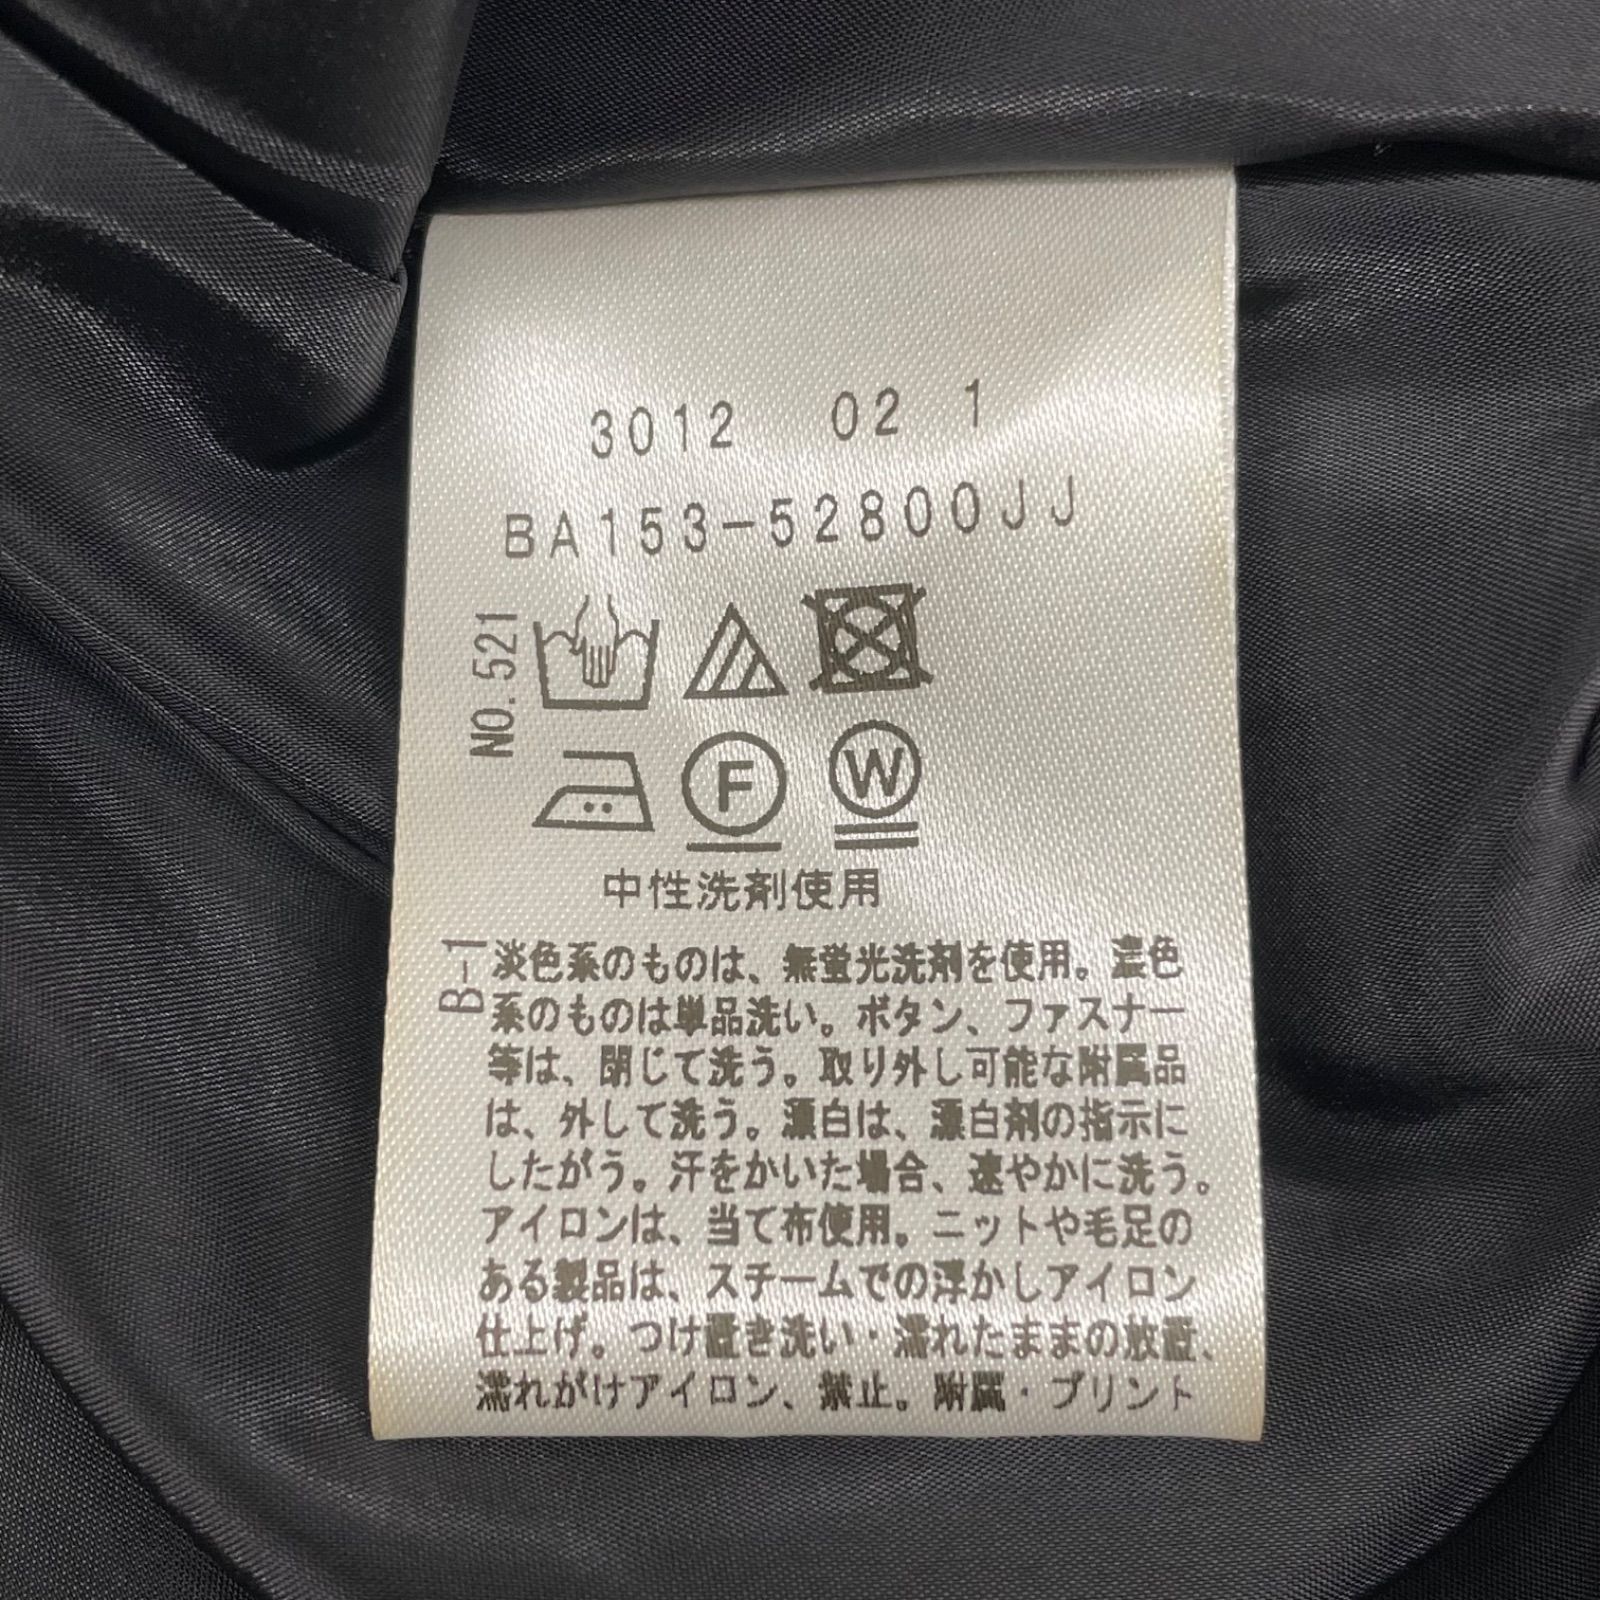 3012 02 1
BA153-52800JJ
NO.521
F
W
中性洗剤使用
B-1
淡色系のものは、無蛍光洗剤を使用。濃色
系のものは単品洗い。ボタン、ファスナー
等は、閉じて洗う。取り外し可能な附属品
は、外して洗う。漂白は、漂白剤の指示に
したがう。汗をかいた場合、速やかに洗う。
アイロンは、当て布使用。ニットや毛足の
ある製品は、スチームでの浮かしアイロン
仕上げ。つけ置き洗い・濡れたままの放置、
濡れがけアイロン、禁止。附属・プリント